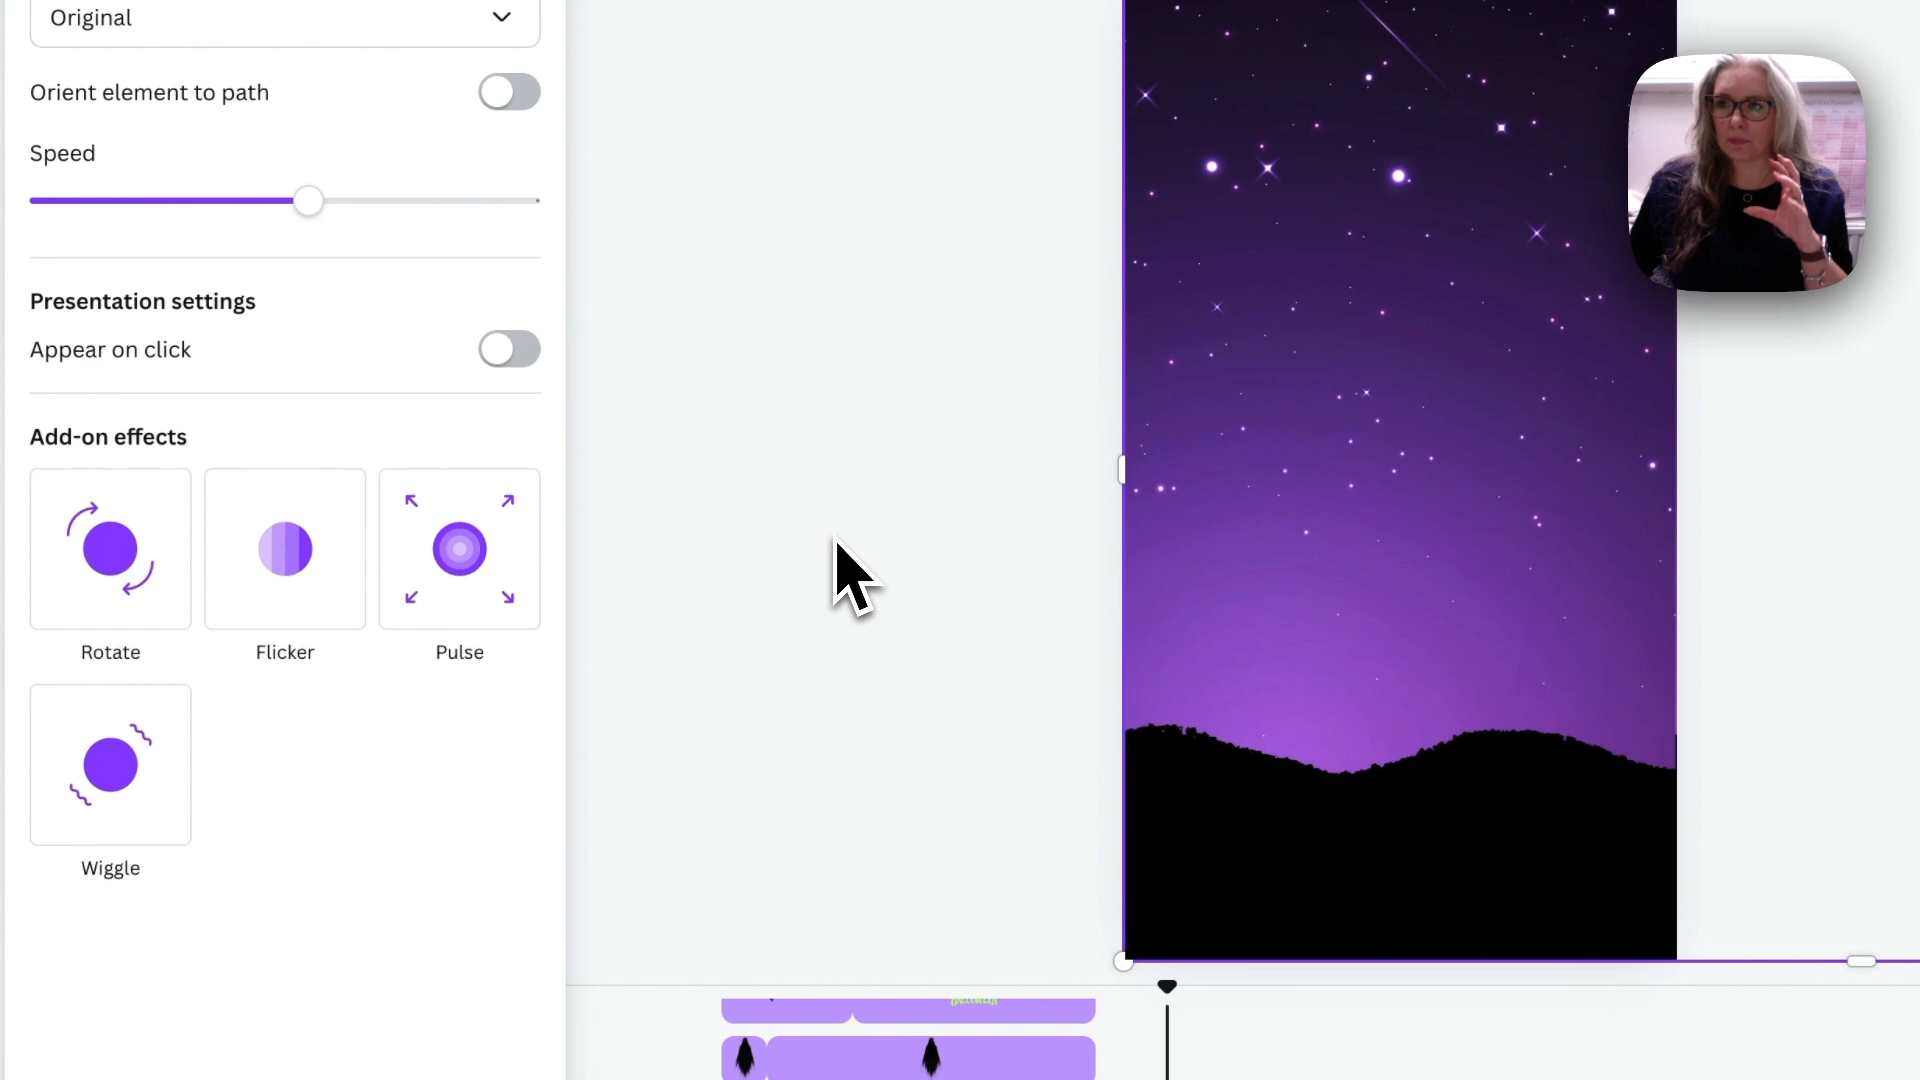 Original
Orient element to path
Speed
Presentation settings
Appear on click
Add-on effects
Rotate
Flicker
Pulse
Wiggle